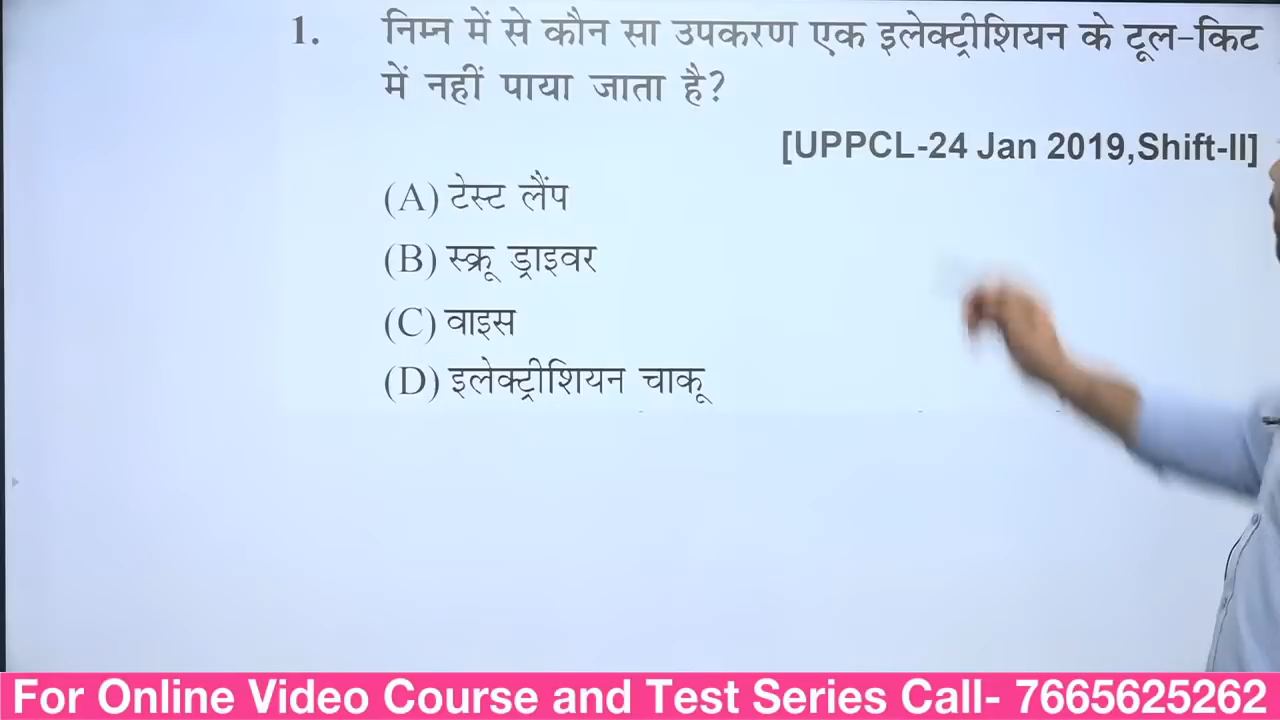 1. निम्न में से कौन सा उपकरण एक इलेक्ट्रीशियन के टूल-किट
में नहीं पाया जाता है?
[UPPCL-24 Jan 2019,Shift-II]
(A) टेस्ट लैंप
(B) स्क्रू ड्राइवर
(C) वाइस
(D) इलेक्ट्रीशियन चाकू
For Online Video Course and Test Series Call- 7665625262